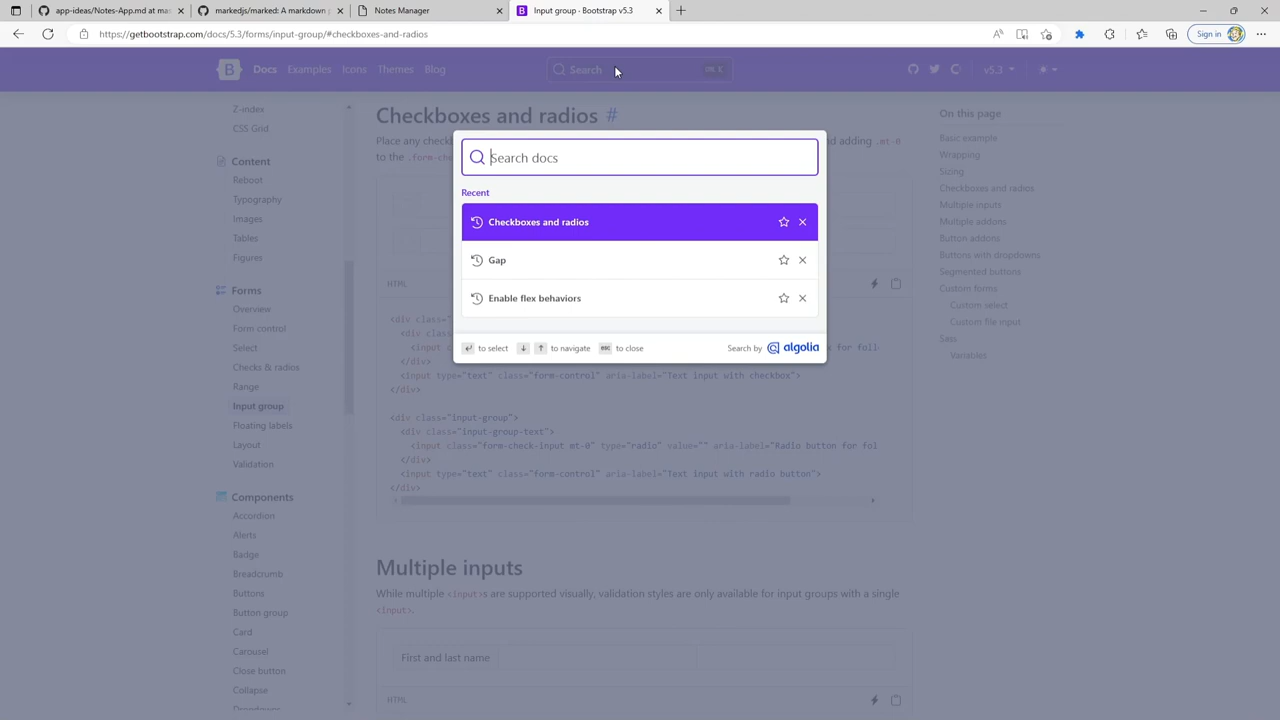 app-ideas/Notes-App.md at mas
markedjs/marked: A markdown p
Notes Manager
Input group · Bootstrap v5.3
https://getbootstrap.com/docs/5.3/forms/input-group/#checkboxes-and-radios
Sign in
Docs
Examples
Icons
Themes
Blog
Search
Ctrl K
v5.3
Z-index
CSS Grid
Content
Reboot
Typography
Images
Tables
Figures
Forms
Overview
Form control
Select
Checks & radios
Range
Input group
Floating labels
Layout
Validation
Components
Accordion
Alerts
Badge
Breadcrumb
Buttons
Button group
Card
Carousel
Close button
Collapse
Dropdowns
Checkboxes and radios #
Place any checkb
and adding .mt-0
to the .form-che
Search docs
Recent
Checkboxes and radios
Gap
Enable flex behaviors
to select
to navigate
esc to close
Search by algolia
HTML
<div class="
<div clas
<input c
for foll
</div>
<input type="text" class="form-control" aria-label="Text input with checkbox">
</div>
<div class="input-group">
<div class="input-group-text">
<input class="form-check-input mt-0" type="radio" value="" aria-label="Radio button for fol
</div>
<input type="text" class="form-control" aria-label="Text input with radio button">
</div>
Multiple inputs
While multiple <input>s are supported visually, validation styles are only available for input groups with a single
<input>.
First and last name
HTML
On this page
Basic example
Wrapping
Sizing
Checkboxes and radios
Multiple inputs
Multiple addons
Button addons
Buttons with dropdowns
Segmented buttons
Custom forms
Custom select
Custom file input
Sass
Variables